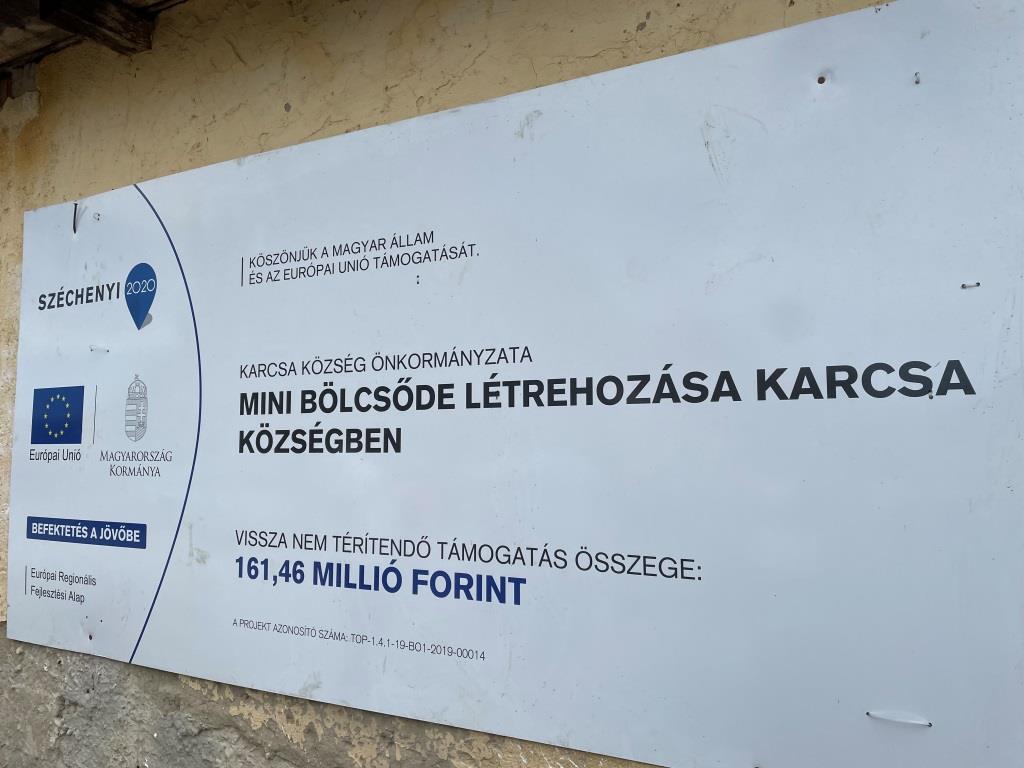 KÖSZÖNJÜK A MAGYAR ÁLLAM
ÉS AZ EURÓPAI UNIÓ TÁMOGATÁSÁT.
SZÉCHENYI 2020
KARCSA KÖZSÉG ÖNKORMÁNYZATA
MINI BÖLCSŐDE LÉTREHOZÁSA KARCSA
KÖZSÉGBEN
Európai Unió
MAGYARORSZÁG
KORMÁNYA
BEFEKTETÉS A JÖVŐBE
Európai Regionális
Fejlesztési Alap
VISSZA NEM TÉRÍTENDŐ TÁMOGATÁS ÖSSZEGE:
161,46 MILLIÓ FORINT
A PROJEKT AZONOSÍTÓ SZÁMA: TOP-1.4.1-19-BO1-2019-00014